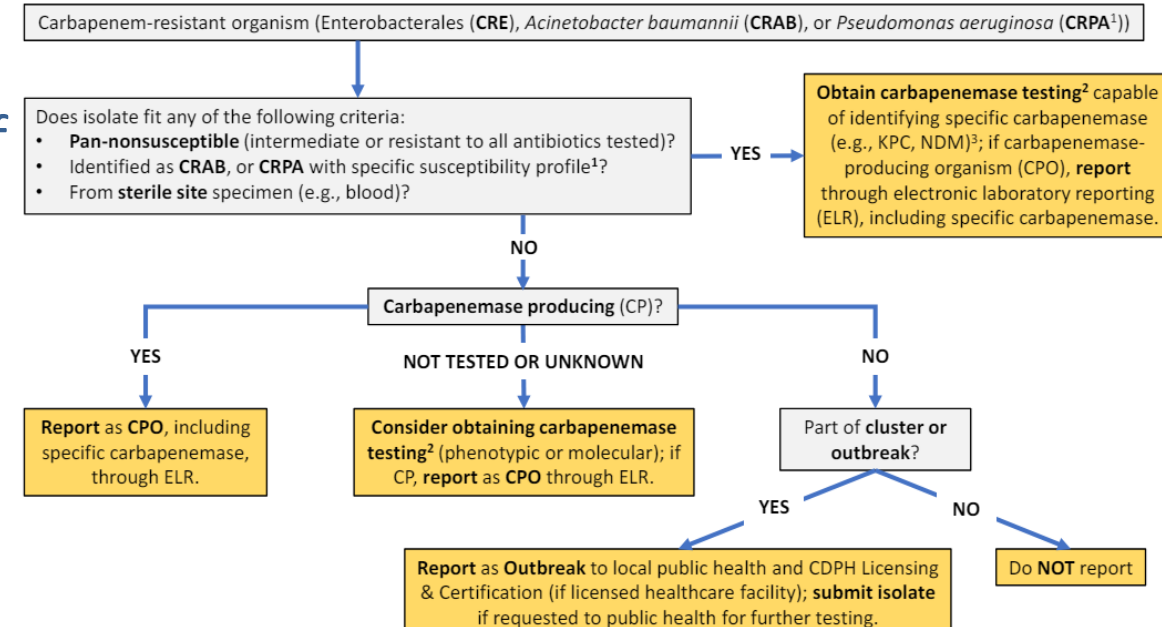 Carbapenem-resistant organism (Enterobacterales (CRE), Acinetobacter baumannii (CRAB), or Pseudomonas aeruginosa (CRPA¹))
c
Does isolate fit any of the following criteria:
• Pan-nonsusceptible (intermediate or resistant to all antibiotics tested)?
• Identified as CRAB, or CRPA with specific susceptibility profile¹?
• From sterile site specimen (e.g., blood)?
YES
Obtain carbapenemase testing² capable
of identifying specific carbapenemase
(e.g., KPC, NDM)³; if carbapenemase-
producing organism (CPO), report
through electronic laboratory reporting
(ELR), including specific carbapenemase.
NO
Carbapenemase producing (CP)?
YES
NOT TESTED OR UNKNOWN
NO
Report as CPO, including
specific carbapenemase,
through ELR.
Consider obtaining carbapenemase
testing² (phenotypic or molecular); if
CP, report as CPO through ELR.
Part of cluster or
outbreak?
YES
NO
Report as Outbreak to local public health and CDPH Licensing
& Certification (if licensed healthcare facility); submit isolate
if requested to public health for further testing.
Do NOT report